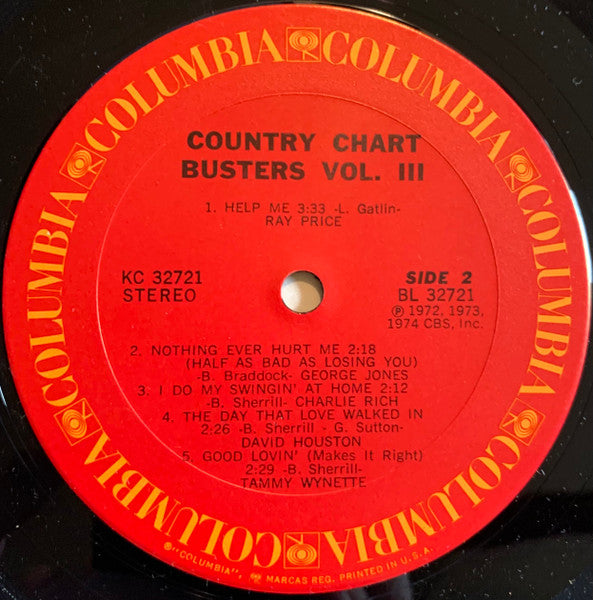 COLUMBIA COLUMBIA COLUMBIA COLUMBIA COLUMBIA COLUMBIA
COUNTRY CHART
BUSTERS VOL. III
1. HELP ME 3:33 -L. Gatlin-
RAY PRICE
KC 32721
STEREO
SIDE 2
BL 32721
℗ 1972, 1973,
1974 CBS, Inc.
2. NOTHING EVER HURT ME 2:18
(HALF AS BAD AS LOSING YOU)
-B. Braddock- GEORGE JONES
3. I DO MY SWINGIN' AT HOME 2:12
-B. Sherrill- CHARLIE RICH
4. THE DAY THAT LOVE WALKED IN
2:26 -B. Sherrill - G. Sutton-
DAVID HOUSTON
5. GOOD LOVIN' (Makes It Right)
2:29 -B. Sherrill-
TAMMY WYNETTE
®"COLUMBIA", MARCAS REG. PRINTED IN U.S.A.